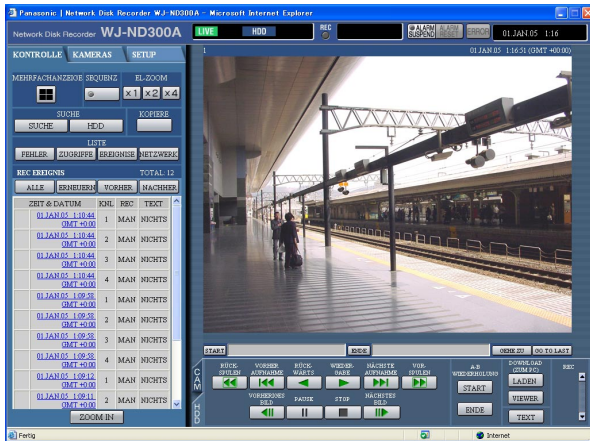 Panasonic | Network Disk Recorder WJ-ND300A - Microsoft Internet Explorer
Network Disk Recorder WJ-ND300A
LIVE HDD REC ALARM SUSPEND ALARM RESET ERROR 01.JAN.05 1:16
KONTROLLE KAMERAS SETUP
1 01.JAN.05 1:16:51 (GMT +00:00)
MEHRFACHANZEIGE SEQUENZ EL-ZOOM
x1 x2 x4
SUCHE KOPIERE
SUCHE HDD
LISTE
FEHLER ZUGRIFFE EREIGNISE NETZWERK
REC EREIGNIS TOTAL: 12
ALLE ERNEUERN VORHER NACHHER
ZEIT & DATUM KNL REC TEXT
01.JAN.05 1:10:44 GMT +0:00 1 MAN NICHTS
01.JAN.05 1:10:44 GMT +0:00 2 MAN NICHTS
01.JAN.05 1:10:44 GMT +0:00 3 MAN NICHTS
01.JAN.05 1:10:44 GMT +0:00 4 MAN NICHTS
01.JAN.05 1:09:58 GMT +0:00 1 MAN NICHTS
01.JAN.05 1:09:58 GMT +0:00 2 MAN NICHTS
01.JAN.05 1:09:58 GMT +0:00 3 MAN NICHTS
01.JAN.05 1:09:58 GMT +0:00 4 MAN NICHTS
01.JAN.05 1:09:12 GMT +0:00 1 MAN NICHTS
01.JAN.05 1:09:11 GMT +0:00 2 MAN NICHTS
ZOOM IN
START ENDE GEHE ZU GO TO LAST
CAM
HDD
RÜCK-SPULEN VORHER AUFNAHME RÜCK-WÄRTS WIEDER-GABE NÄCHSTE AUFNAHME VOR-SPULEN
VORHERIGES BILD PAUSE STOP NÄCHSTES BILD
A-B WIEDERHOLUNG
START
ENDE
DOWNLOAD (ZUM PC)
LADEN
VIEWER
TEXT
REC
Fertig Internet